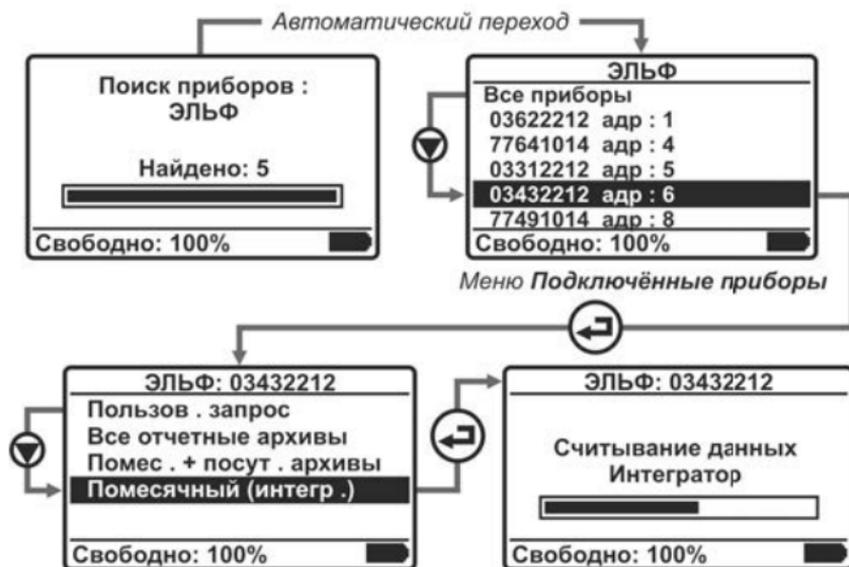 Автоматический переход
Поиск приборов :
ЭЛЬФ
Найдено: 5
Свободно: 100%
ЭЛЬФ
Все приборы
03622212 адр : 1
77641014 адр : 4
03312212 адр : 5
03432212 адр : 6
77491014 адр : 8
Свободно: 100%
Меню Подключённые приборы
ЭЛЬФ: 03432212
Пользов . запрос
Все отчетные архивы
Помес . + посут . архивы
Помесячный (интегр .)
Свободно: 100%
ЭЛЬФ: 03432212
Считывание данных
Интегратор
Свободно: 100%